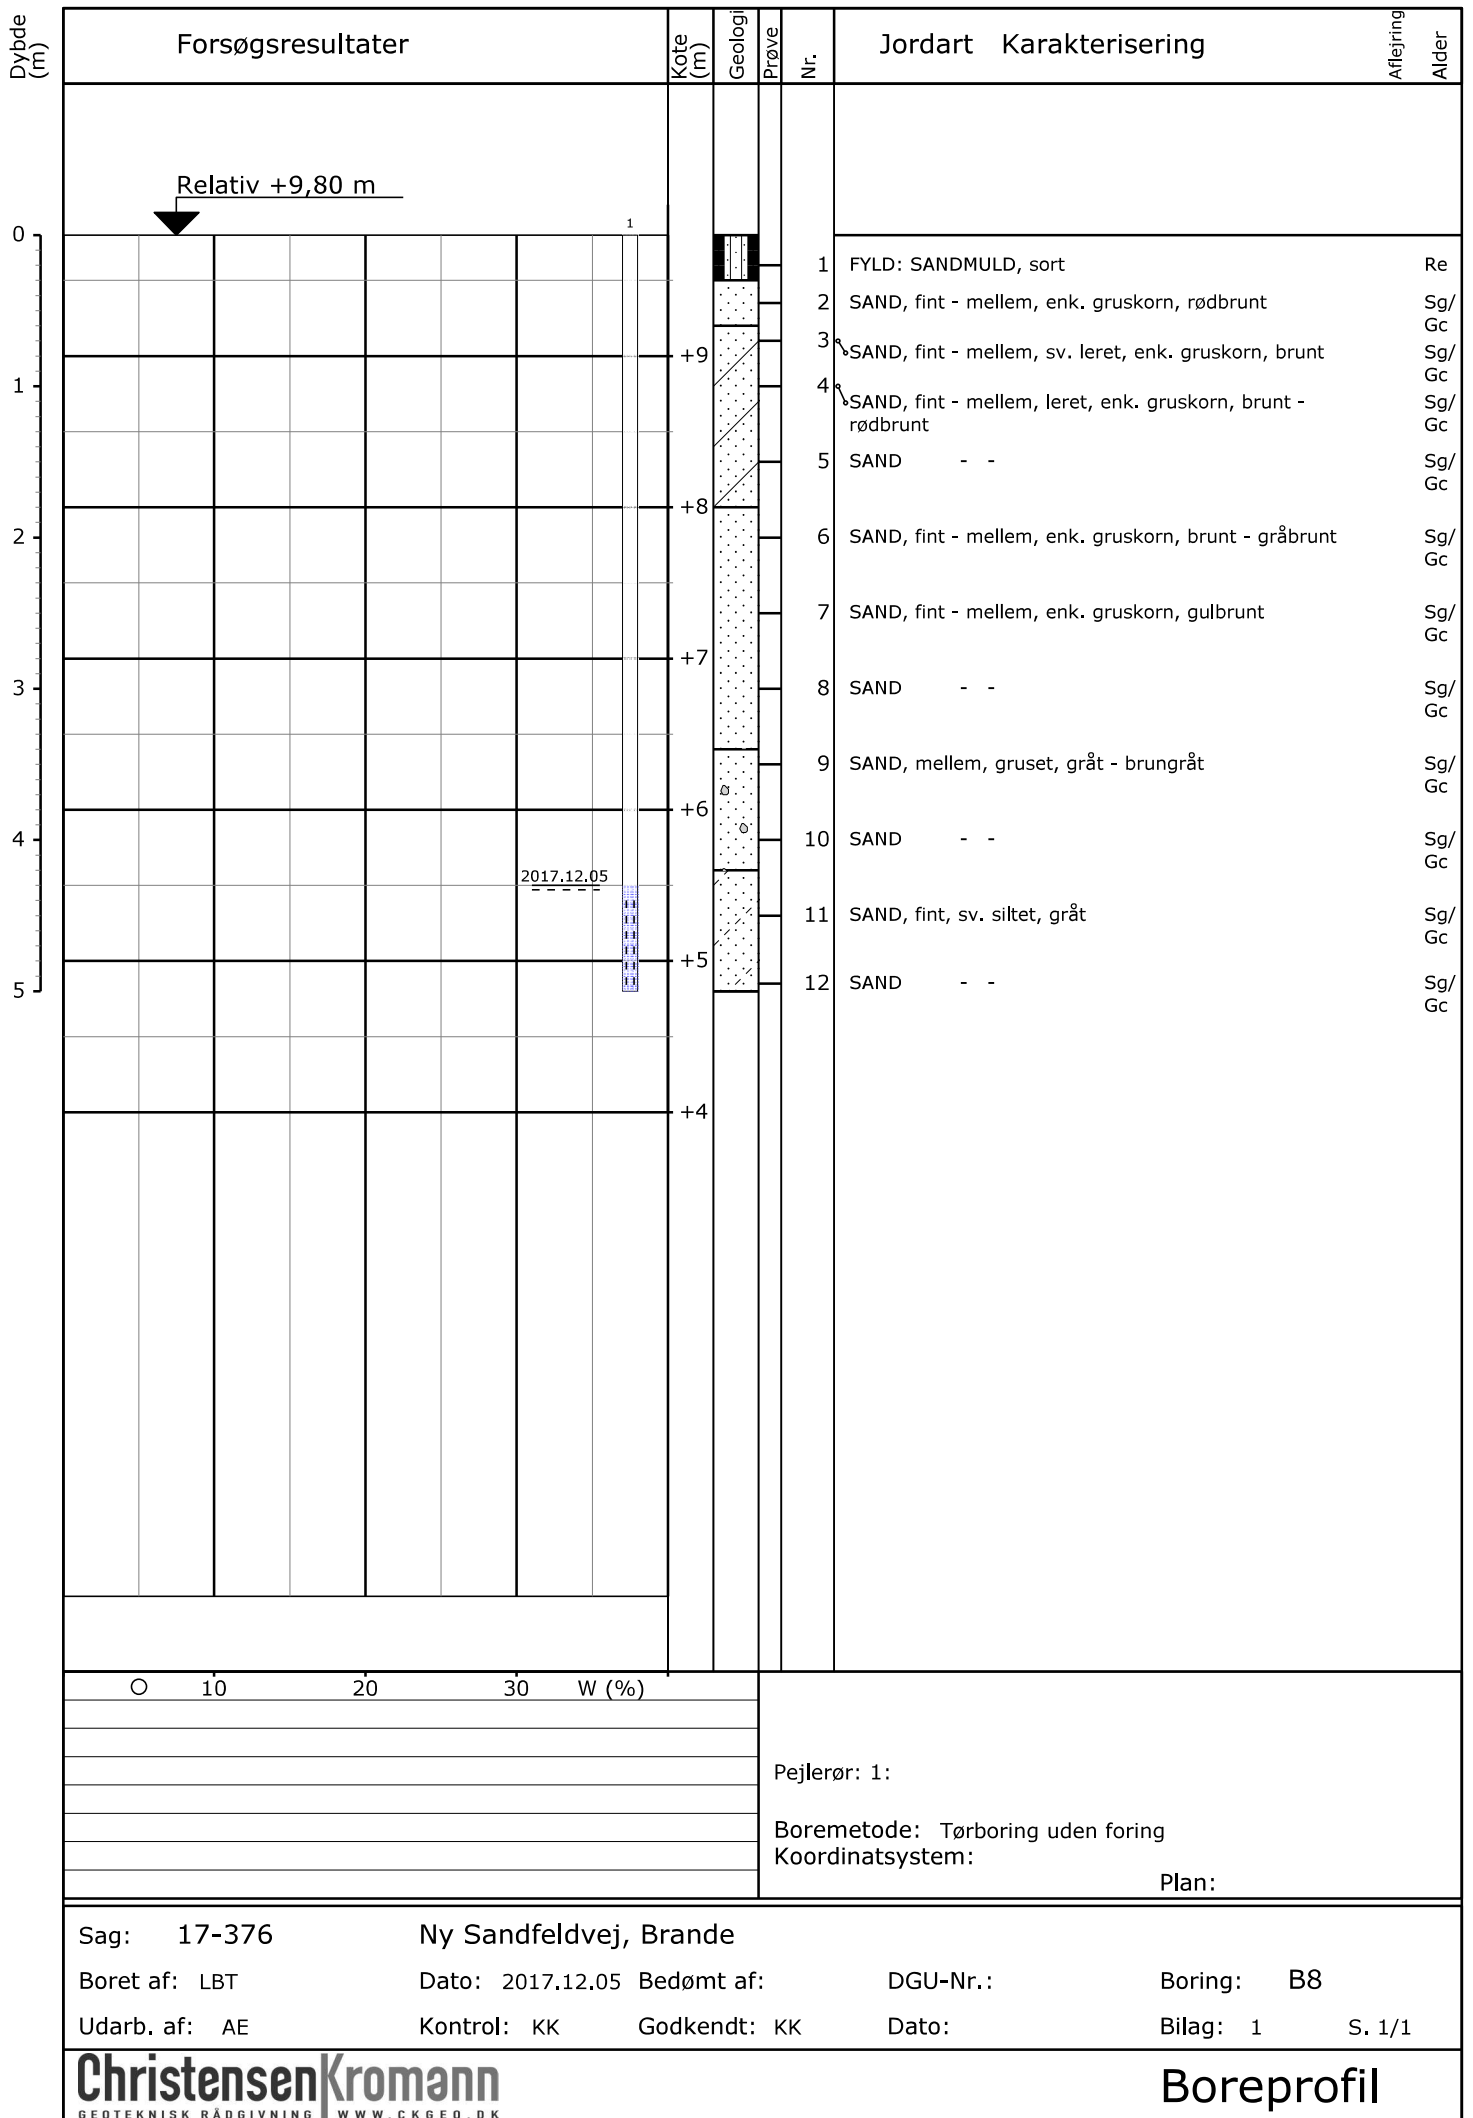 Dybde (m)
Forsøgsresultater
Kote (m)
Geologi
Prøve
Nr.
Jordart Karakterisering
Aflejring
Alder
Relativ +9,80 m
1
0
1 FYLD: SANDMULD, sort Re
2 SAND, fint - mellem, enk. gruskorn, rødbrunt Sg/
Gc
3
+9 SAND, fint - mellem, sv. leret, enk. gruskorn, brunt Sg/
Gc
1 4
SAND, fint - mellem, leret, enk. gruskorn, brunt - Sg/
rødbrunt Gc
5 SAND - - Sg/
Gc
+8
2 6 SAND, fint - mellem, enk. gruskorn, brunt - gråbrunt Sg/
Gc
7 SAND, fint - mellem, enk. gruskorn, gulbrunt Sg/
Gc
+7
3 8 SAND - - Sg/
Gc
9 SAND, mellem, gruset, gråt - brungråt Sg/
Gc
+6
4 10 SAND - - Sg/
Gc
2017.12.05
11 SAND, fint, sv. siltet, gråt Sg/
Gc
+5
5 12 SAND - - Sg/
Gc
+4
10 20 30 W (%)
Pejlerør: 1:
Boremetode: Tørboring uden foring
Koordinatsystem:
Plan:
Sag: 17-376 Ny Sandfeldvej, Brande
Boret af: LBT Dato: 2017.12.05 Bedømt af: DGU-Nr.: Boring: B8
Udarb. af: AE Kontrol: KK Godkendt: KK Dato: Bilag: 1 S. 1/1
ChristensenKromann
GEOTEKNISK RÅDGIVNING WWW.CKGEO.DK
Boreprofil